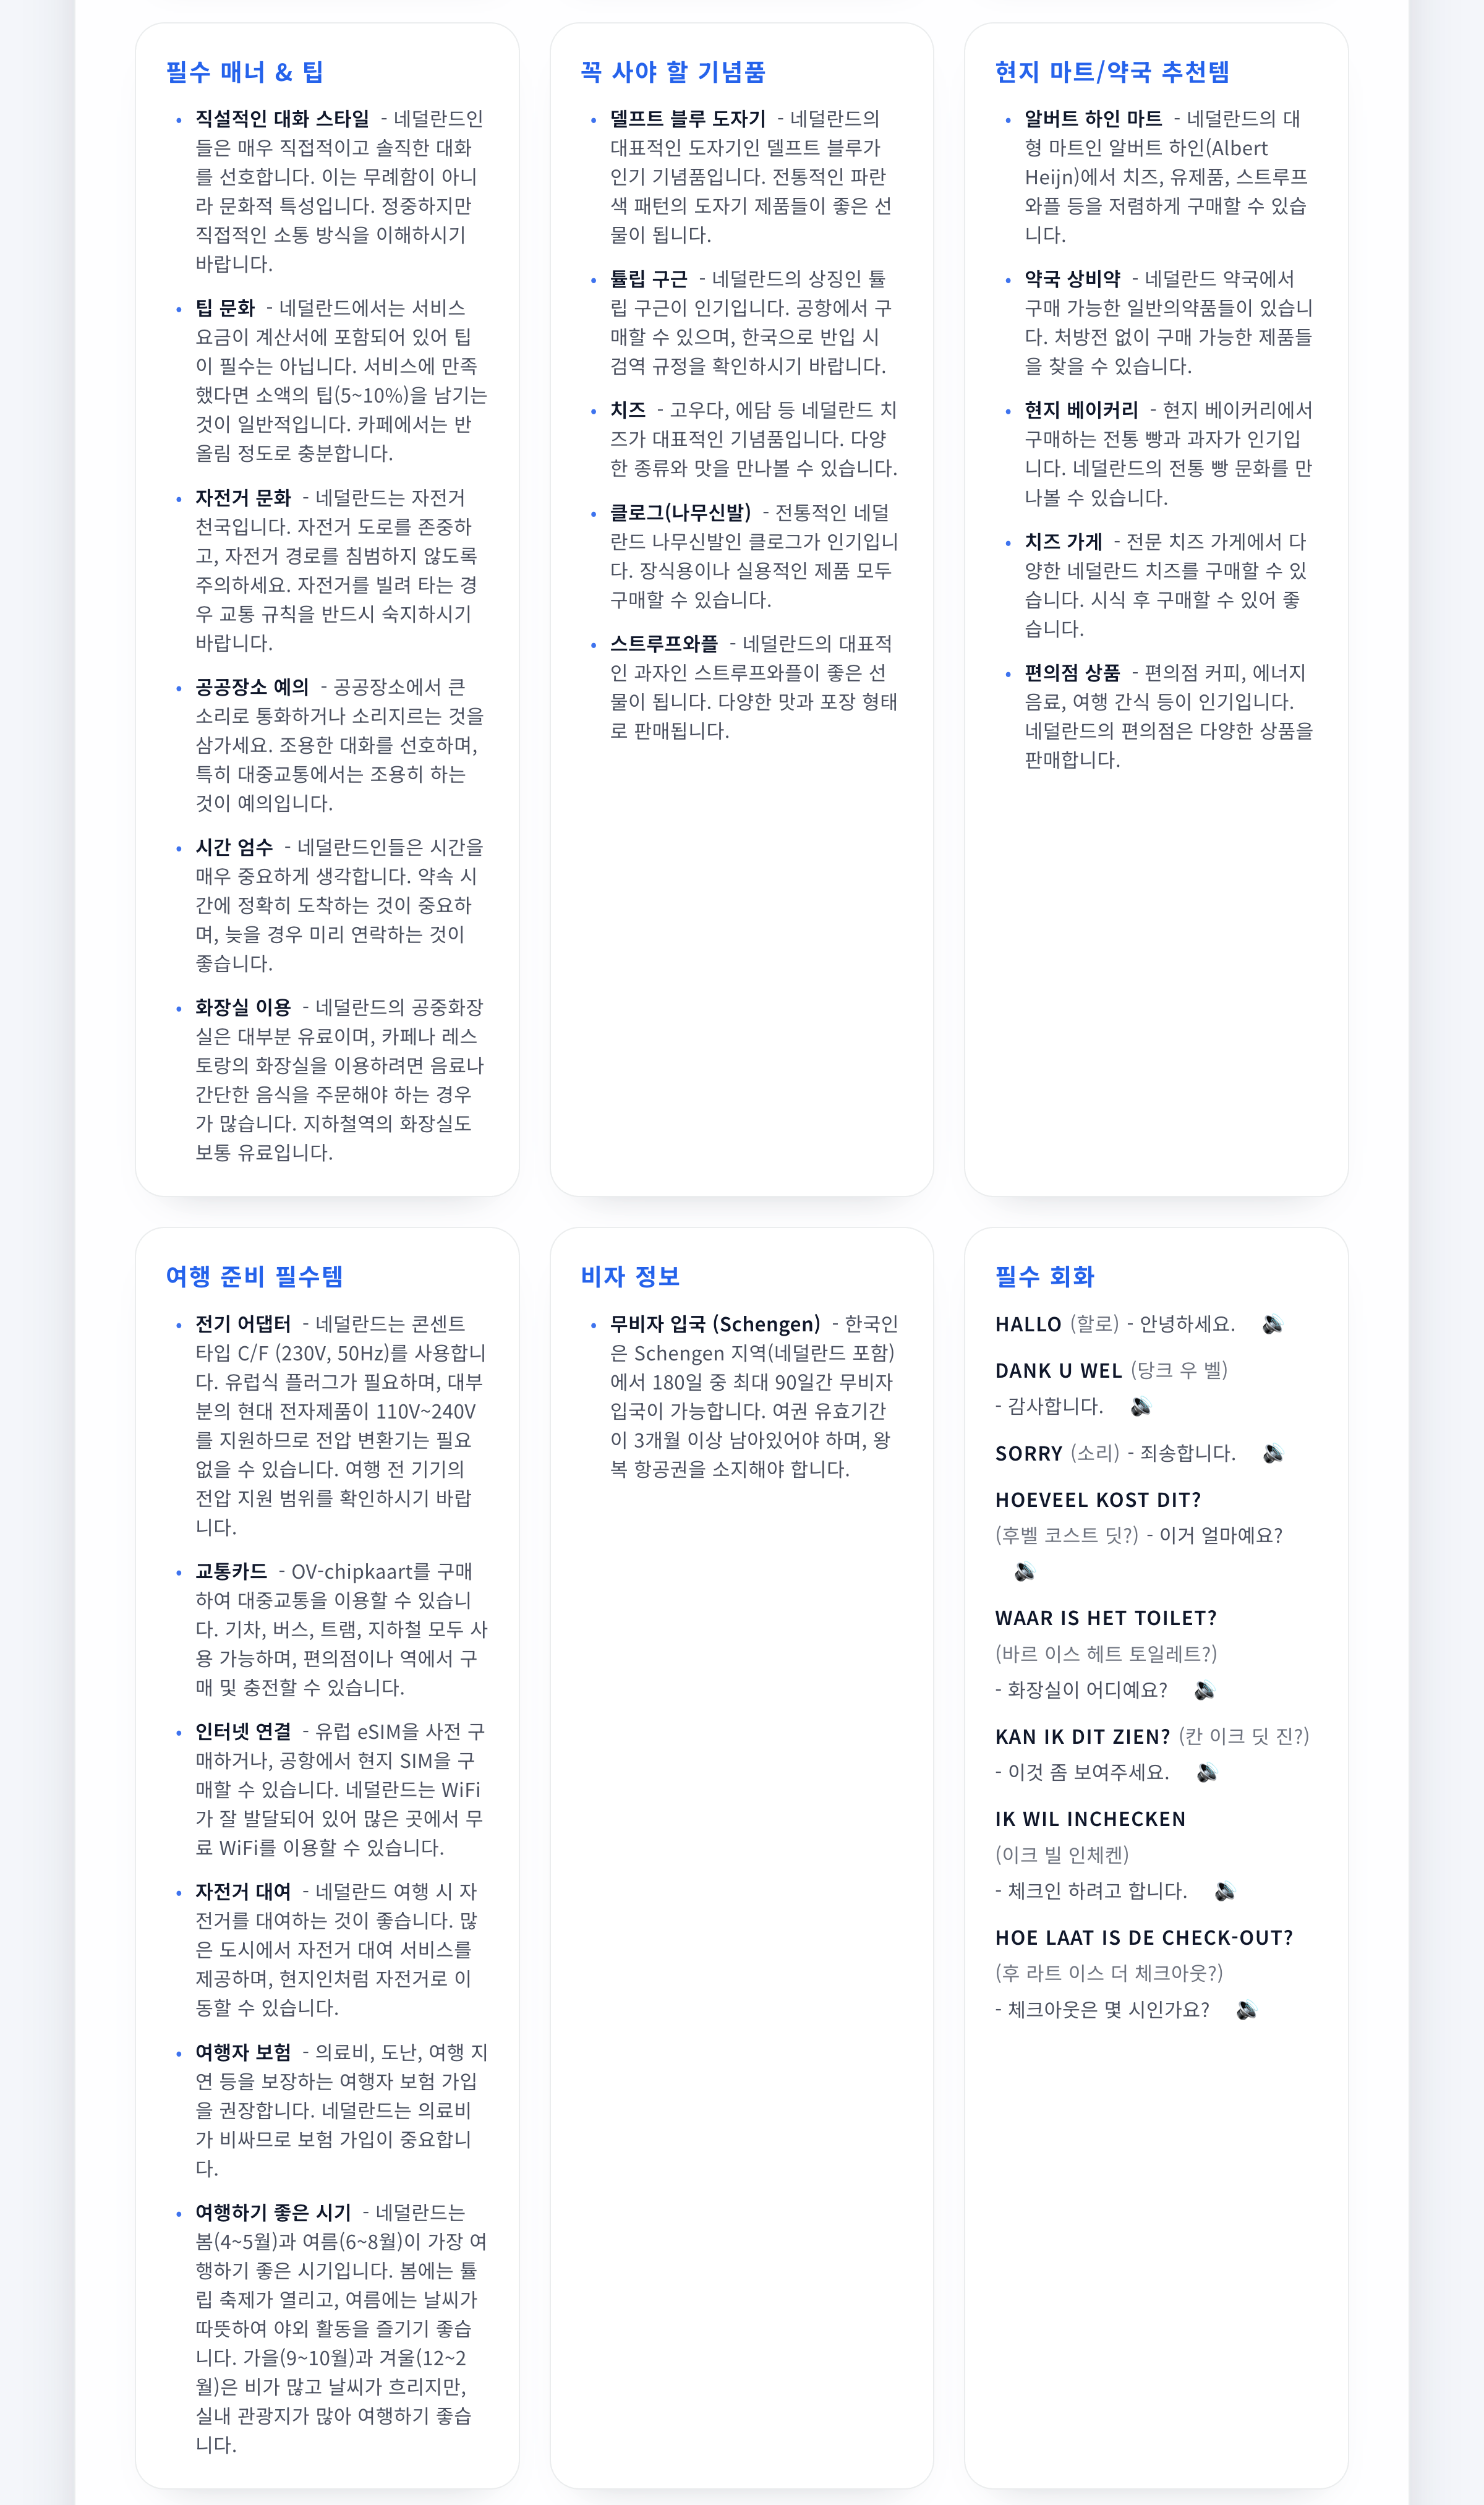 필수 매너 & 팁
직설적인 대화 스타일 - 네덜란드인
들은 매우 직접적이고 솔직한 대화
를 선호합니다. 이는 무례함이 아니
라 문화적 특성입니다. 정중하지만
직접적인 소통 방식을 이해하시기
바랍니다.
팁 문화 - 네덜란드에서는 서비스
요금이 계산서에 포함되어 있어 팁
이 필수는 아닙니다. 서비스에 만족
했다면 소액의 팁(5~10%)을 남기는
것이 일반적입니다. 카페에서는 반
올림 정도로 충분합니다.
자전거 문화 - 네덜란드는 자전거
천국입니다. 자전거 도로를 존중하
고, 자전거 경로를 침범하지 않도록
주의하세요. 자전거를 빌려 타는 경
우 교통 규칙을 반드시 숙지하시기
바랍니다.
공공장소 예의 - 공공장소에서 큰
소리로 통화하거나 소리지르는 것을
삼가세요. 조용한 대화를 선호하며,
특히 대중교통에서는 조용히 하는
것이 예의입니다.
시간 엄수 - 네덜란드인들은 시간을
매우 중요하게 생각합니다. 약속 시
간에 정확히 도착하는 것이 중요하
며, 늦을 경우 미리 연락하는 것이
좋습니다.
화장실 이용 - 네덜란드의 공중화장
실은 대부분 유료이며, 카페나 레스
토랑의 화장실을 이용하려면 음료나
간단한 음식을 주문해야 하는 경우
가 많습니다. 지하철역의 화장실도
보통 유료입니다.
꼭 사야 할 기념품
델프트 블루 도자기 - 네덜란드의
대표적인 도자기인 델프트 블루가
인기 기념품입니다. 전통적인 파란
색 패턴의 도자기 제품들이 좋은 선
물이 됩니다.
튤립 구근 - 네덜란드의 상징인 튤
립 구근이 인기입니다. 공항에서 구
매할 수 있으며, 한국으로 반입 시
검역 규정을 확인하시기 바랍니다.
치즈 - 고우다, 에담 등 네덜란드 치
즈가 대표적인 기념품입니다. 다양
한 종류와 맛을 만나볼 수 있습니다.
클로그(나무신발) - 전통적인 네덜
란드 나무신발인 클로그가 인기입니
다. 장식용이나 실용적인 제품 모두
구매할 수 있습니다.
스트루프와플 - 네덜란드의 대표적
인 과자인 스트루프와플이 좋은 선
물이 됩니다. 다양한 맛과 포장 형태
로 판매됩니다.
현지 마트/약국 추천템
알버트 하인 마트 - 네덜란드의 대
형 마트인 알버트 하인(Albert
Heijn)에서 치즈, 유제품, 스트루프
와플 등을 저렴하게 구매할 수 있습
니다.
약국 상비약 - 네덜란드 약국에서
구매 가능한 일반의약품들이 있습니
다. 처방전 없이 구매 가능한 제품들
을 찾을 수 있습니다.
현지 베이커리 - 현지 베이커리에서
구매하는 전통 빵과 과자가 인기입
니다. 네덜란드의 전통 빵 문화를 만
나볼 수 있습니다.
치즈 가게 - 전문 치즈 가게에서 다
양한 네덜란드 치즈를 구매할 수 있
습니다. 시식 후 구매할 수 있어 좋
습니다.
편의점 상품 - 편의점 커피, 에너지
음료, 여행 간식 등이 인기입니다.
네덜란드의 편의점은 다양한 상품을
판매합니다.
여행 준비 필수템
전기 어댑터 - 네덜란드는 콘센트
타입 C/F (230V, 50Hz)를 사용합니
다. 유럽식 플러그가 필요하며, 대부
분의 현대 전자제품이 110V~240V
를 지원하므로 전압 변환기는 필요
없을 수 있습니다. 여행 전 기기의
전압 지원 범위를 확인하시기 바랍
니다.
교통카드 - OV-chipkaart를 구매
하여 대중교통을 이용할 수 있습니
다. 기차, 버스, 트램, 지하철 모두 사
용 가능하며, 편의점이나 역에서 구
매 및 충전할 수 있습니다.
인터넷 연결 - 유럽 eSIM을 사전 구
매하거나, 공항에서 현지 SIM을 구
매할 수 있습니다. 네덜란드는 WiFi
가 잘 발달되어 있어 많은 곳에서 무
료 WiFi를 이용할 수 있습니다.
자전거 대여 - 네덜란드 여행 시 자
전거를 대여하는 것이 좋습니다. 많
은 도시에서 자전거 대여 서비스를
제공하며, 현지인처럼 자전거로 이
동할 수 있습니다.
여행자 보험 - 의료비, 도난, 여행 지
연 등을 보장하는 여행자 보험 가입
을 권장합니다. 네덜란드는 의료비
가 비싸므로 보험 가입이 중요합니
다.
여행하기 좋은 시기 - 네덜란드는
봄(4~5월)과 여름(6~8월)이 가장 여
행하기 좋은 시기입니다. 봄에는 튤
립 축제가 열리고, 여름에는 날씨가
따뜻하여 야외 활동을 즐기기 좋습
니다. 가을(9~10월)과 겨울(12~2
월)은 비가 많고 날씨가 흐리지만,
실내 관광지가 많아 여행하기 좋습
니다.
비자 정보
무비자 입국 (Schengen) - 한국인
은 Schengen 지역(네덜란드 포함)
에서 180일 중 최대 90일간 무비자
입국이 가능합니다. 여권 유효기간
이 3개월 이상 남아있어야 하며, 왕
복 항공권을 소지해야 합니다.
필수 회화
HALLO (할로) - 안녕하세요.
DANK U WEL (당크 우 벨)
- 감사합니다.
SORRY (소리) - 죄송합니다.
HOEVEEL KOST DIT?
(후벨 코스트 딧?) - 이거 얼마예요?
WAAR IS HET TOILET?
(바르 이스 헤트 토일레트?)
- 화장실이 어디예요?
KAN IK DIT ZIEN? (칸 이크 딧 진?)
- 이것 좀 보여주세요.
IK WIL INCHECKEN
(이크 빌 인체켄)
- 체크인 하려고 합니다.
HOE LAAT IS DE CHECK-OUT?
(후 라트 이스 더 체크아웃?)
- 체크아웃은 몇 시인가요?